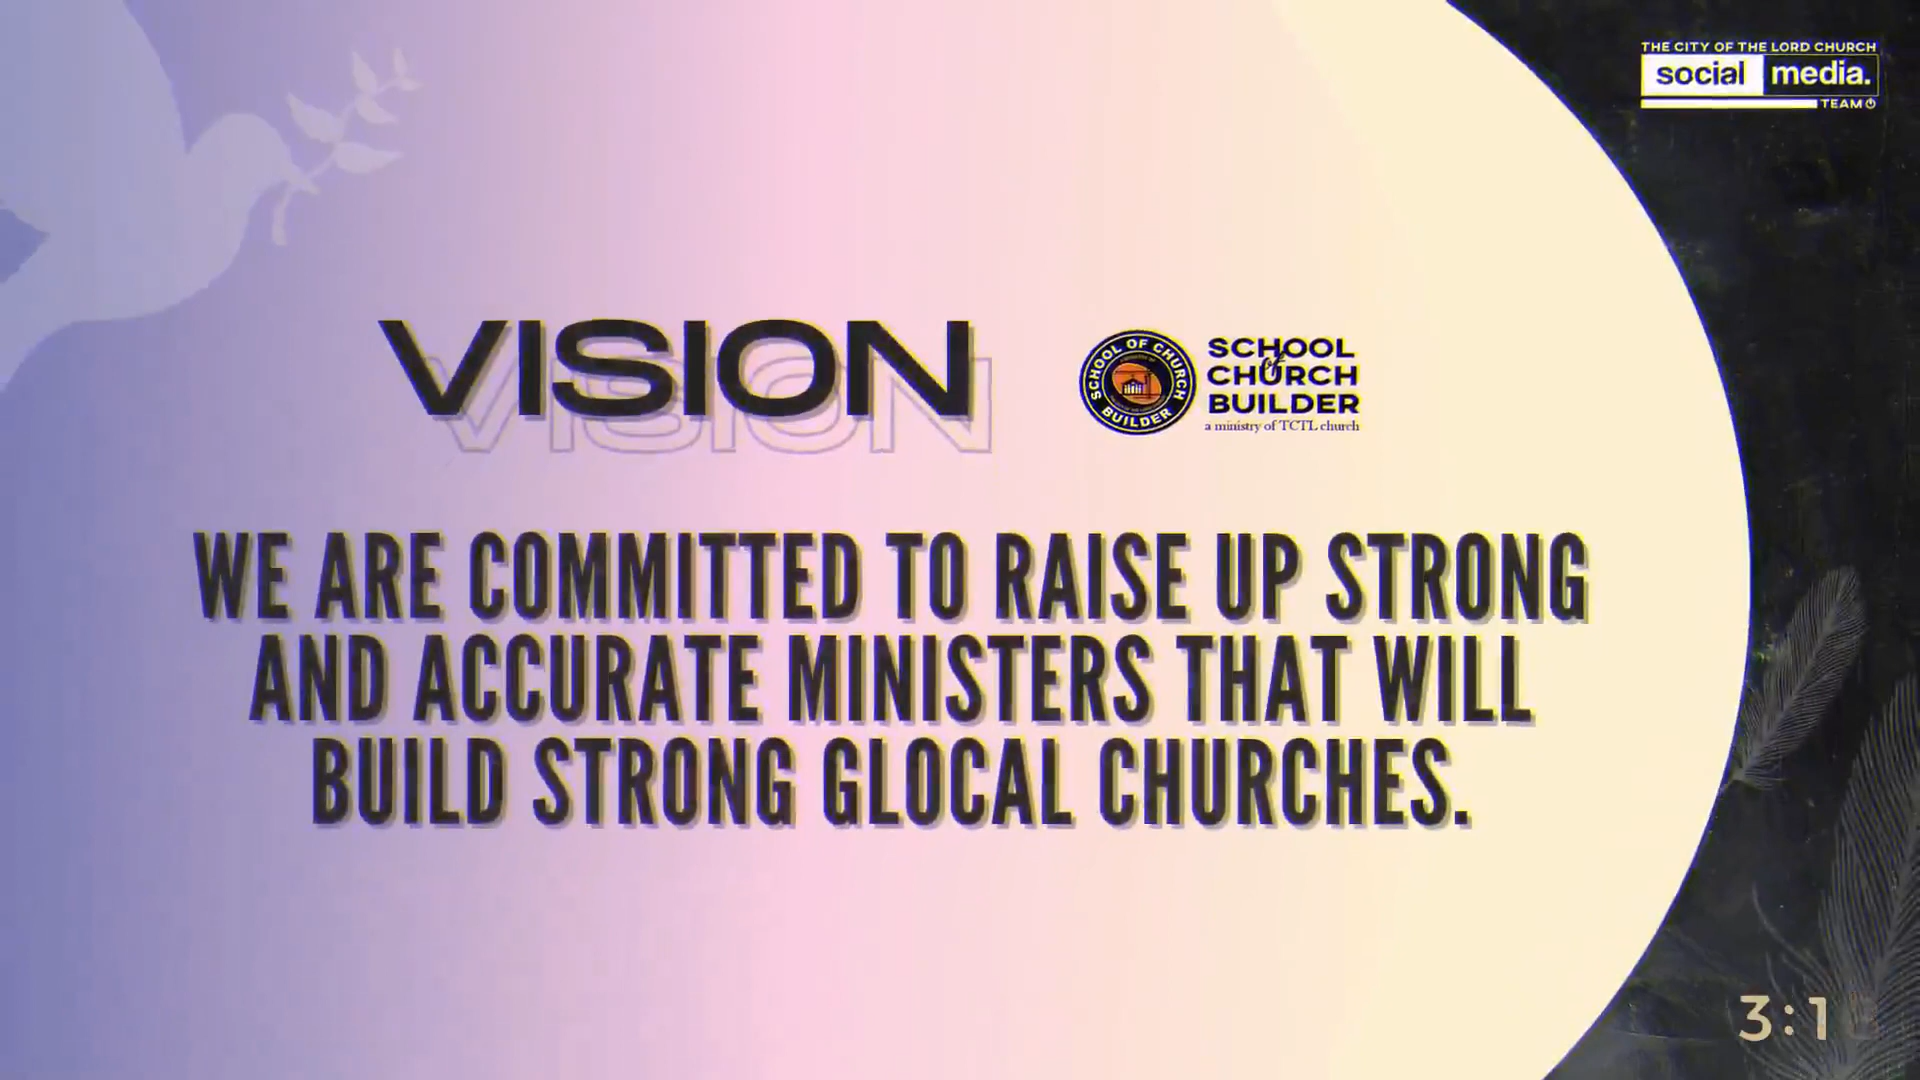 THE CITY OF THE LORD CHURCH
social media.
TEAM
VISION
VISION
SCHOOL OF CHURCH
BUILDER
SCHOOL
of
CHURCH
BUILDER
a ministry of TCTL church
WE ARE COMMITTED TO RAISE UP STRONG
AND ACCURATE MINISTERS THAT WILL
BUILD STRONG GLOCAL CHURCHES.
3:1